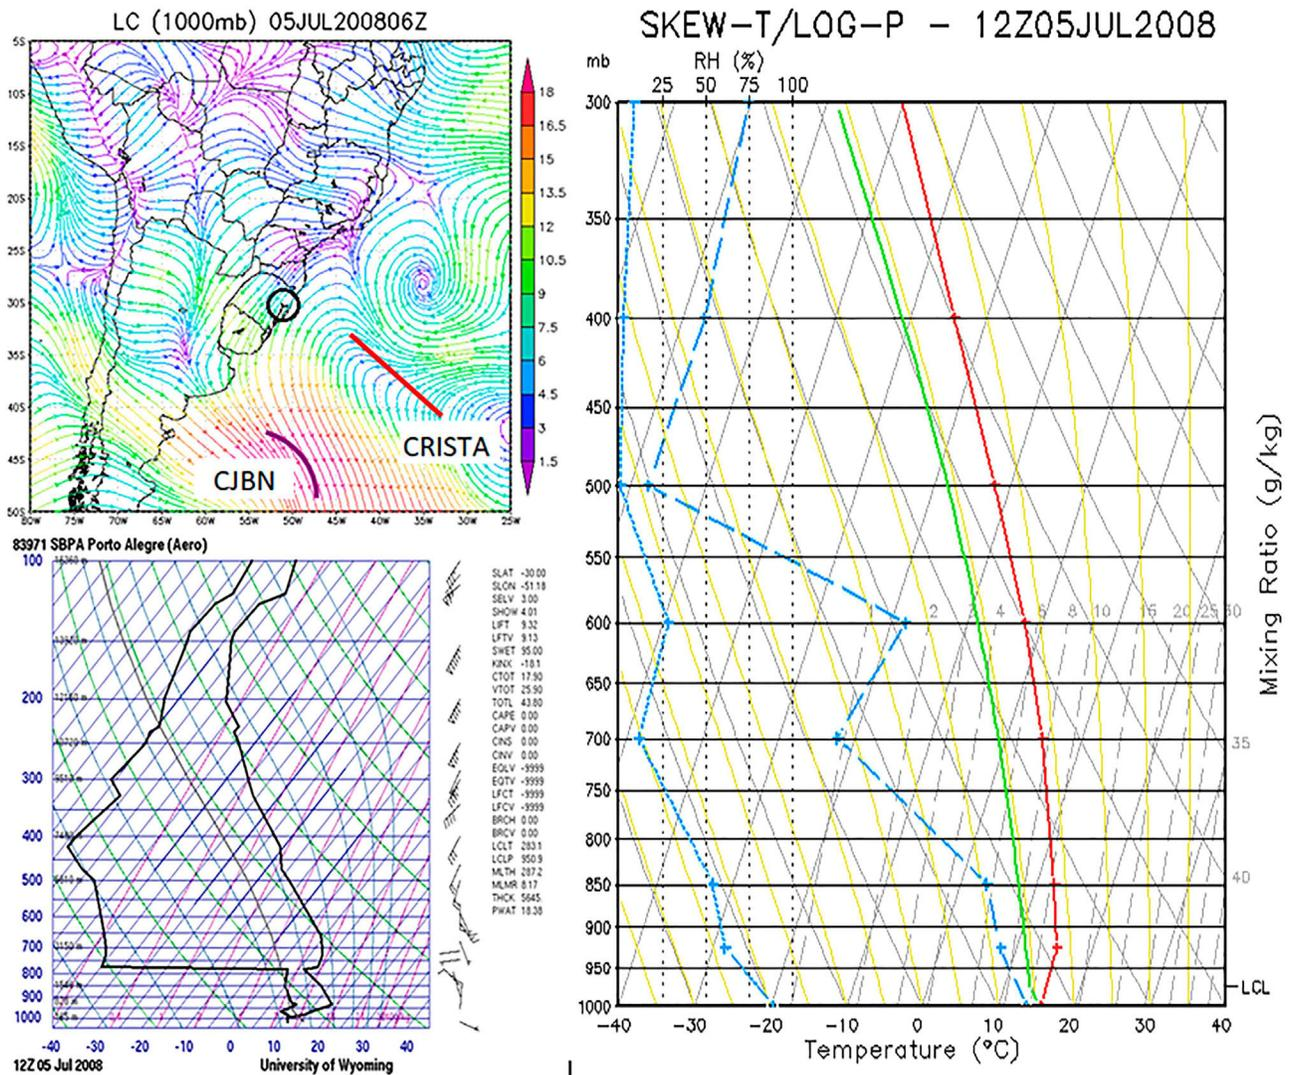 LC (1000mb) 05JUL200806Z
5S
10S
15S
20S
25S
30S
35S
40S
45S
50S
80W 75W 70W 65W 60W 55W 50W 45W 40W 35W 30W 25W
18
16.5
15
13.5
12
10.5
9
7.5
6
4.5
3
1.5
CRISTA
CJBN
83971 SBPA Porto Alegre (Aero)
100
200
300
400
500
600
700
800
900
1000
-40 -30 -20 -10 0 10 20 30 40
12Z 05 Jul 2008 University of Wyoming
SLAT -30.00
SLON -51.18
SELV 3.00
SHOW 4.01
LIFT 9.32
LFTV 9.13
SWET 95.00
KINX -18.1
CTOT 17.90
VTOT 25.90
TOTL 43.80
CAPE 0.00
CAPV 0.00
CINS 0.00
CINV 0.00
EQLV -9999
EQTV -9999
LFCT -9999
LFCV -9999
BRCH 0.00
BRCV 0.00
LCLT 283.1
LCLP 950.9
MLTH 287.2
MLMR 8.17
THCK 5645.
PWAT 18.38
SKEW-T/LOG-P - 12Z05JUL2008
mb RH (%)
25 50 75 100
300
350
400
450
500
550
600
650
700
750
800
850
900
950
1000
2 3 4 6 8 10 15 20 25 30
35
40
LCL
Mixing Ratio (g/kg)
-40 -30 -20 -10 0 10 20 30 40
Temperature (°C)